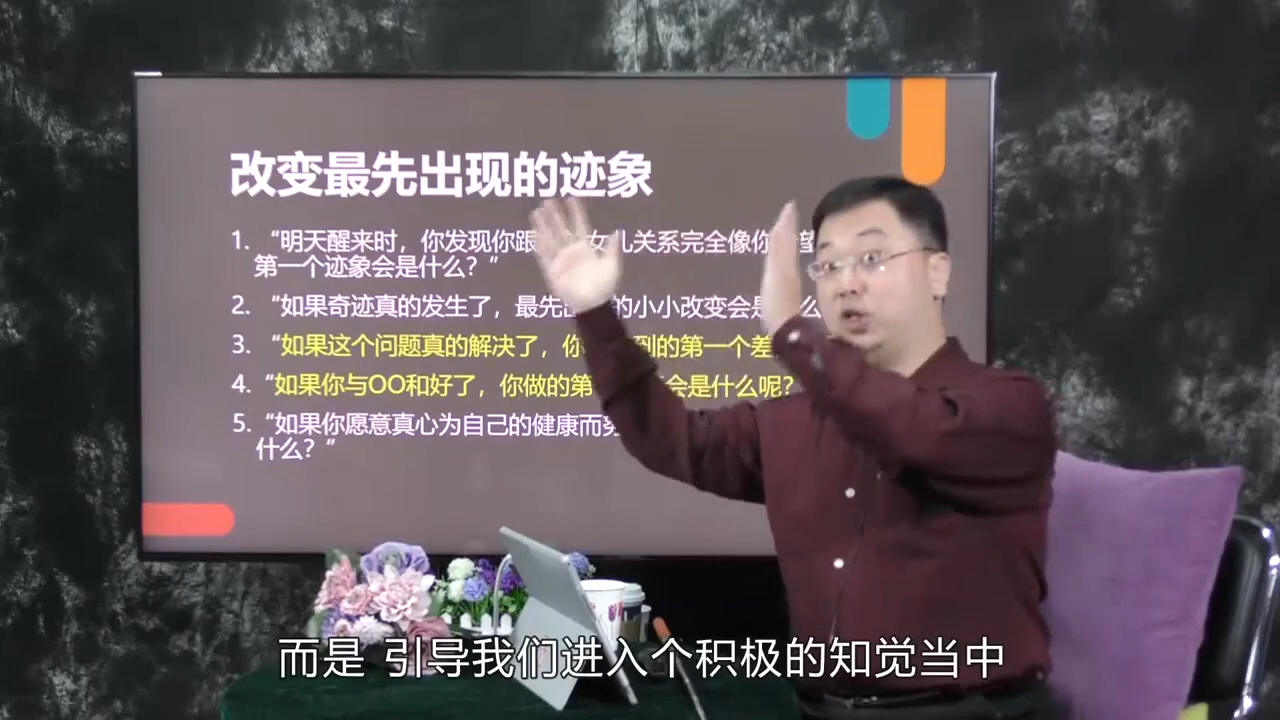 改变最先出现的迹象
1. “明天醒来时，你发现你跟 女儿关系完全像你 望
第一个迹象会是什么？”
2. “如果奇迹真的发生了，最先出 的小小改变会是 么
3. “如果这个问题真的解决了，你 到的第一个差
4. “如果你与OO和好了，你做的第 会是什么呢？
5. “如果你愿意真心为自己的健康而努
什么？”
而是 引导我们进入个积极的知觉当中